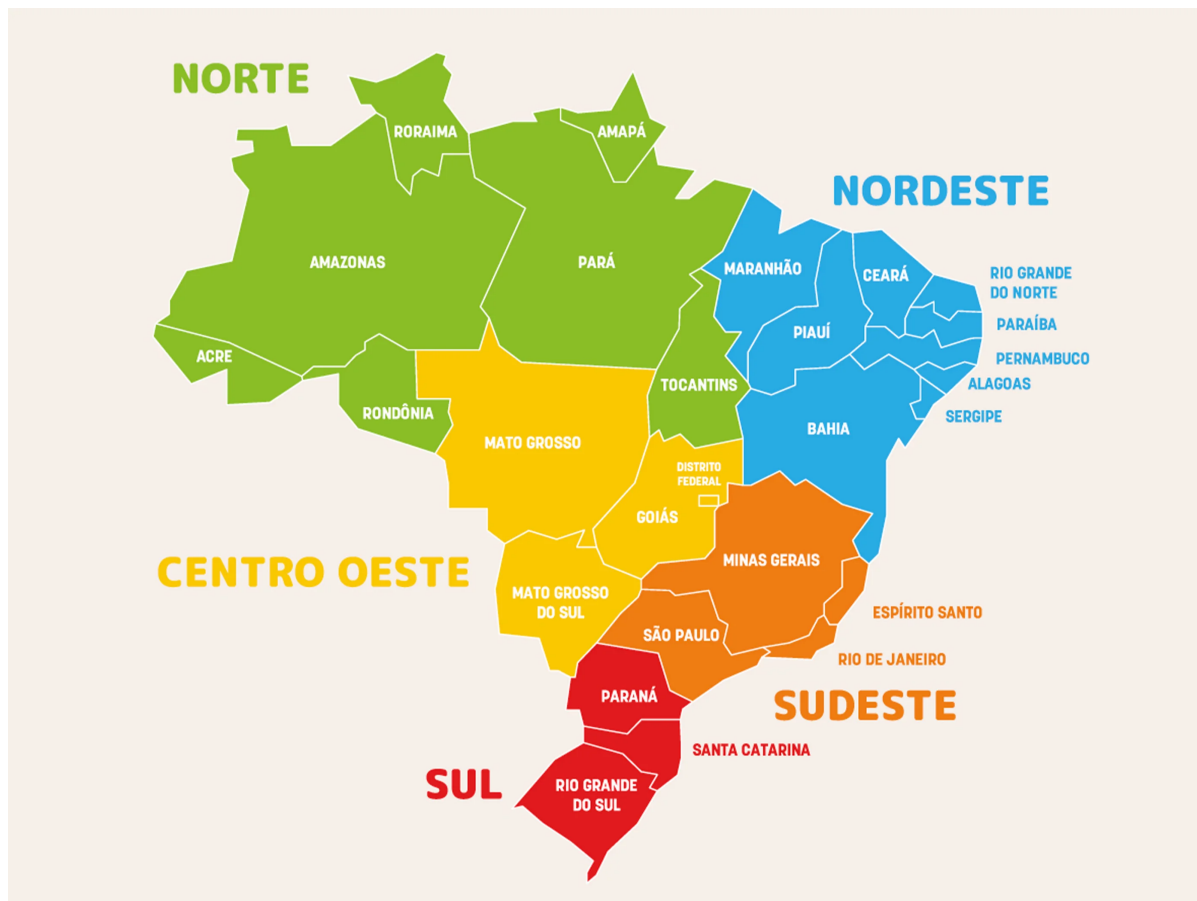 NORTE
RORAIMA
AMAPÁ
NORDESTE
AMAZONAS
PARÁ
MARANHÃO
CEARÁ
RIO GRANDE
DO NORTE
PIAUÍ
PARAÍBA
ACRE
PERNAMBUCO
TOCANTINS
ALAGOAS
RONDÔNIA
SERGIPE
BAHIA
MATO GROSSO
DISTRITO
FEDERAL
GOIÁS
CENTRO OESTE
MINAS GERAIS
MATO GROSSO
DO SUL
ESPÍRITO SANTO
SÃO PAULO
RIO DE JANEIRO
PARANÁ
SUDESTE
SANTA CATARINA
SUL
RIO GRANDE
DO SUL